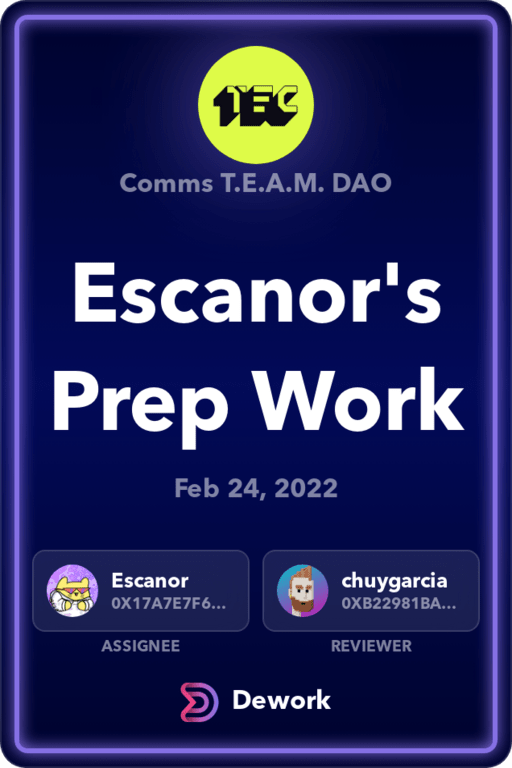 TEC
Comms T.E.A.M. DAO
Escanor's
Prep Work
Feb 24, 2022
Escanor
0X17A7E7F6...
ASSIGNEE
chuygarcia
0XB22981BA...
REVIEWER
Dework